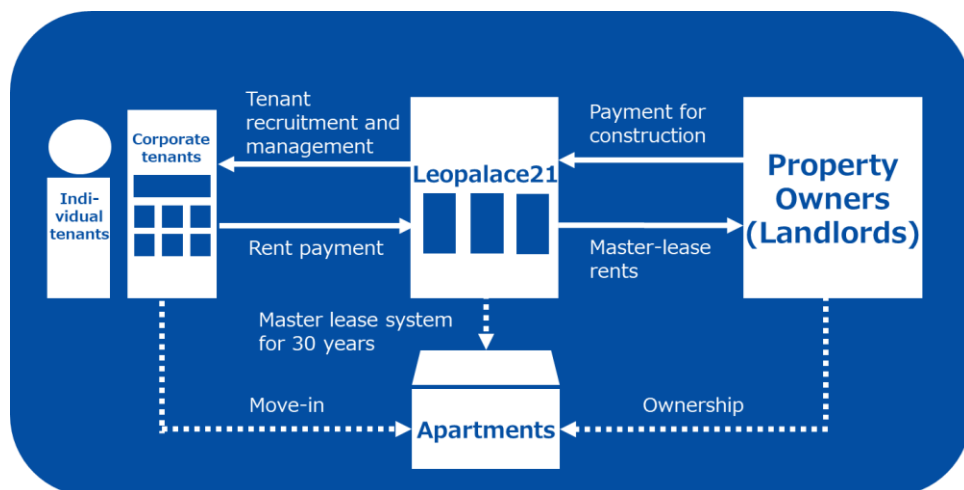 Tenant
recruitment and
management
Payment for
construction
Corporate
tenants
Indi-
vidual
tenants
Leopalace21
Property
Owners
(Landlords)
Rent payment
Master-lease
rents
Master lease system
for 30 years
Move-in
Ownership
Apartments